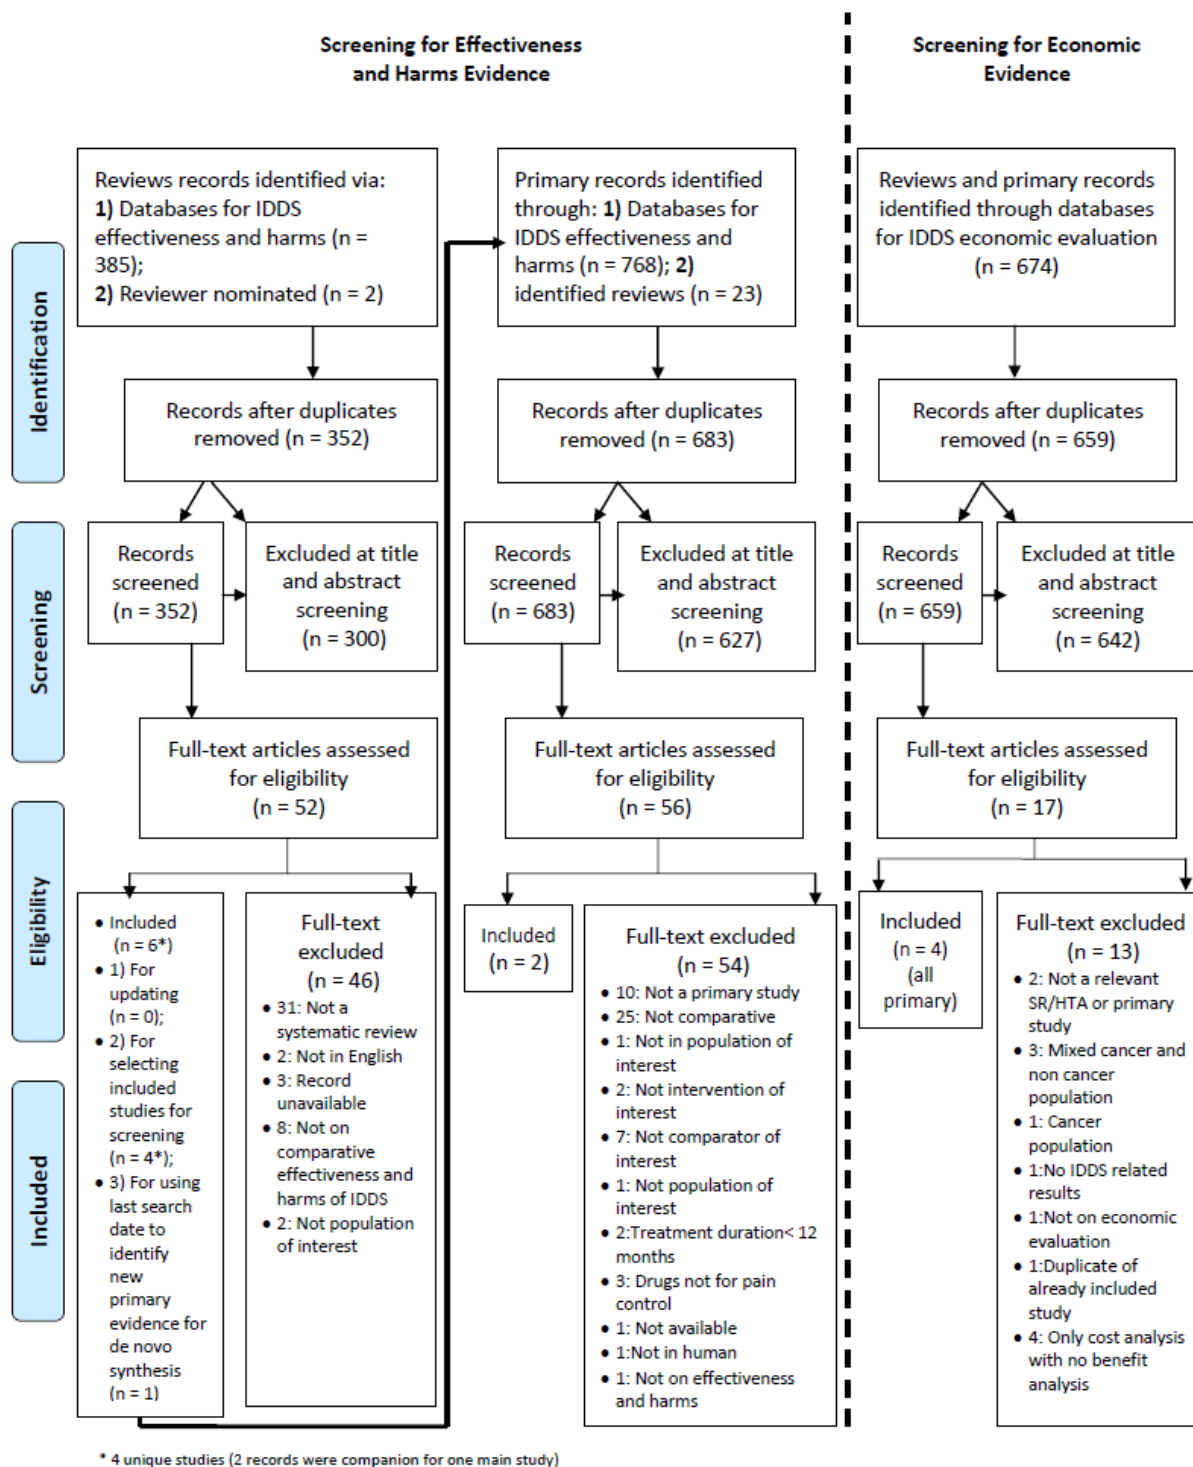 Screening for Effectiveness
and Harms Evidence
Screening for Economic
Evidence
Identification
Screening
Eligibility
Included
Reviews records identified via:
1) Databases for IDDS
effectiveness and harms (n =
385);
2) Reviewer nominated (n = 2)
Records after duplicates
removed (n = 352)
Records
screened
(n = 352)
Excluded at title
and abstract
screening
(n = 300)
Full-text articles assessed
for eligibility
(n = 52)
• Included
(n = 6*)
• 1) For
updating
(n = 0);
• 2) For
selecting
included
studies for
screening
(n = 4*);
• 3) For using
last search
date to
identify
new
primary
evidence for
de novo
synthesis
(n = 1)
Full-text
excluded
(n = 46)
• 31: Not a
systematic review
• 2: Not in English
• 3: Record
unavailable
• 8: Not on
comparative
effectiveness and
harms of IDDS
• 2: Not population
of interest
Primary records identified
through: 1) Databases for
IDDS effectiveness and
harms (n = 768); 2)
identified reviews (n = 23)
Records after duplicates
removed (n = 683)
Records
screened
(n = 683)
Excluded at title
and abstract
screening
(n = 627)
Full-text articles assessed
for eligibility
(n = 56)
Included
(n = 2)
Full-text excluded
(n = 54)
• 10: Not a primary study
• 25: Not comparative
• 1: Not in population of
interest
• 2: Not intervention of
interest
• 7: Not comparator of
interest
• 1: Not population of
interest
• 2:Treatment duration< 12
months
• 3: Drugs not for pain
control
• 1: Not available
• 1:Not in human
• 1: Not on effectiveness
and harms
Reviews and primary records
identified through databases
for IDDS economic evaluation
(n = 674)
Records after duplicates
removed (n = 659)
Records
screened
(n = 659)
Excluded at title
and abstract
screening
(n = 642)
Full-text articles assessed
for eligibility
(n = 17)
Included
(n = 4)
(all
primary)
Full-text excluded
(n = 13)
• 2: Not a relevant
SR/HTA or primary
study
• 3: Mixed cancer and
non cancer
population
• 1: Cancer
population
• 1:No IDDS related
results
• 1:Not on economic
evaluation
• 1:Duplicate of
already included
study
• 4: Only cost analysis
with no benefit
analysis
* 4 unique studies (2 records were companion for one main study)